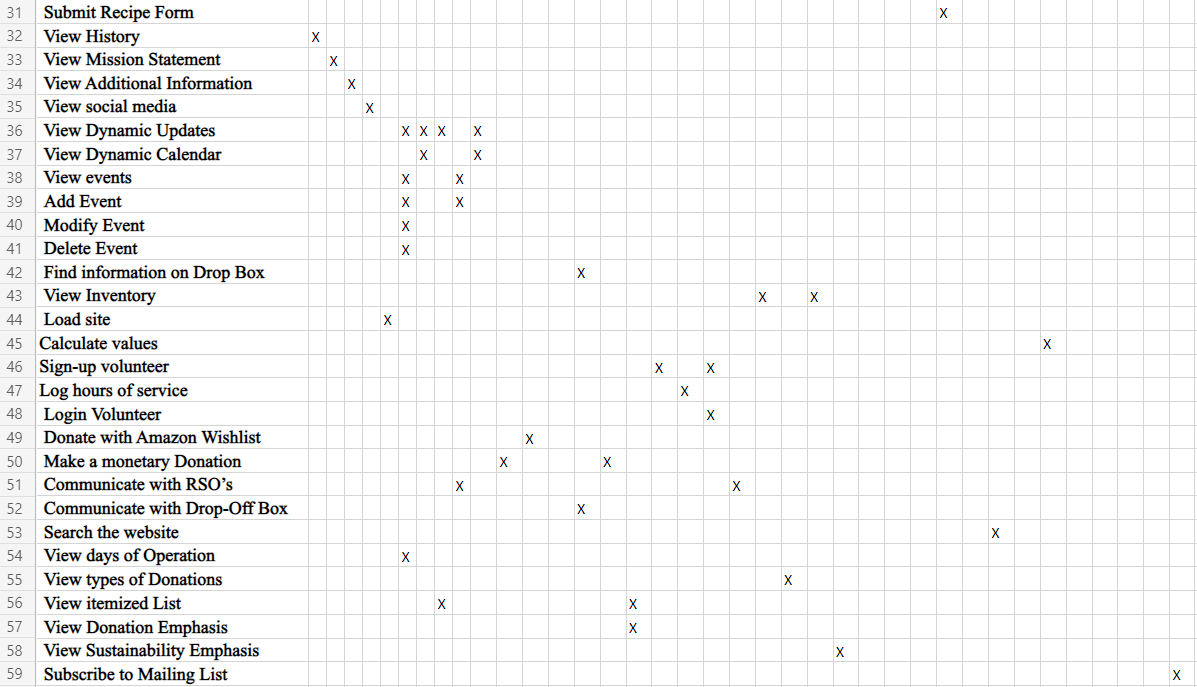 31 Submit Recipe Form X
32 View History X
33 View Mission Statement X
34 View Additional Information X
35 View social media X
36 View Dynamic Updates X X X X
37 View Dynamic Calendar X X
38 View events X X
39 Add Event X X
40 Modify Event X
41 Delete Event X
42 Find information on Drop Box X
43 View Inventory X X
44 Load site X
45 Calculate values X
46 Sign-up volunteer X X
47 Log hours of service X
48 Login Volunteer X
49 Donate with Amazon Wishlist X
50 Make a monetary Donation X X
51 Communicate with RSO’s X X
52 Communicate with Drop-Off Box X
53 Search the website X
54 View days of Operation X
55 View types of Donations X
56 View itemized List X X
57 View Donation Emphasis X
58 View Sustainability Emphasis X
59 Subscribe to Mailing List X